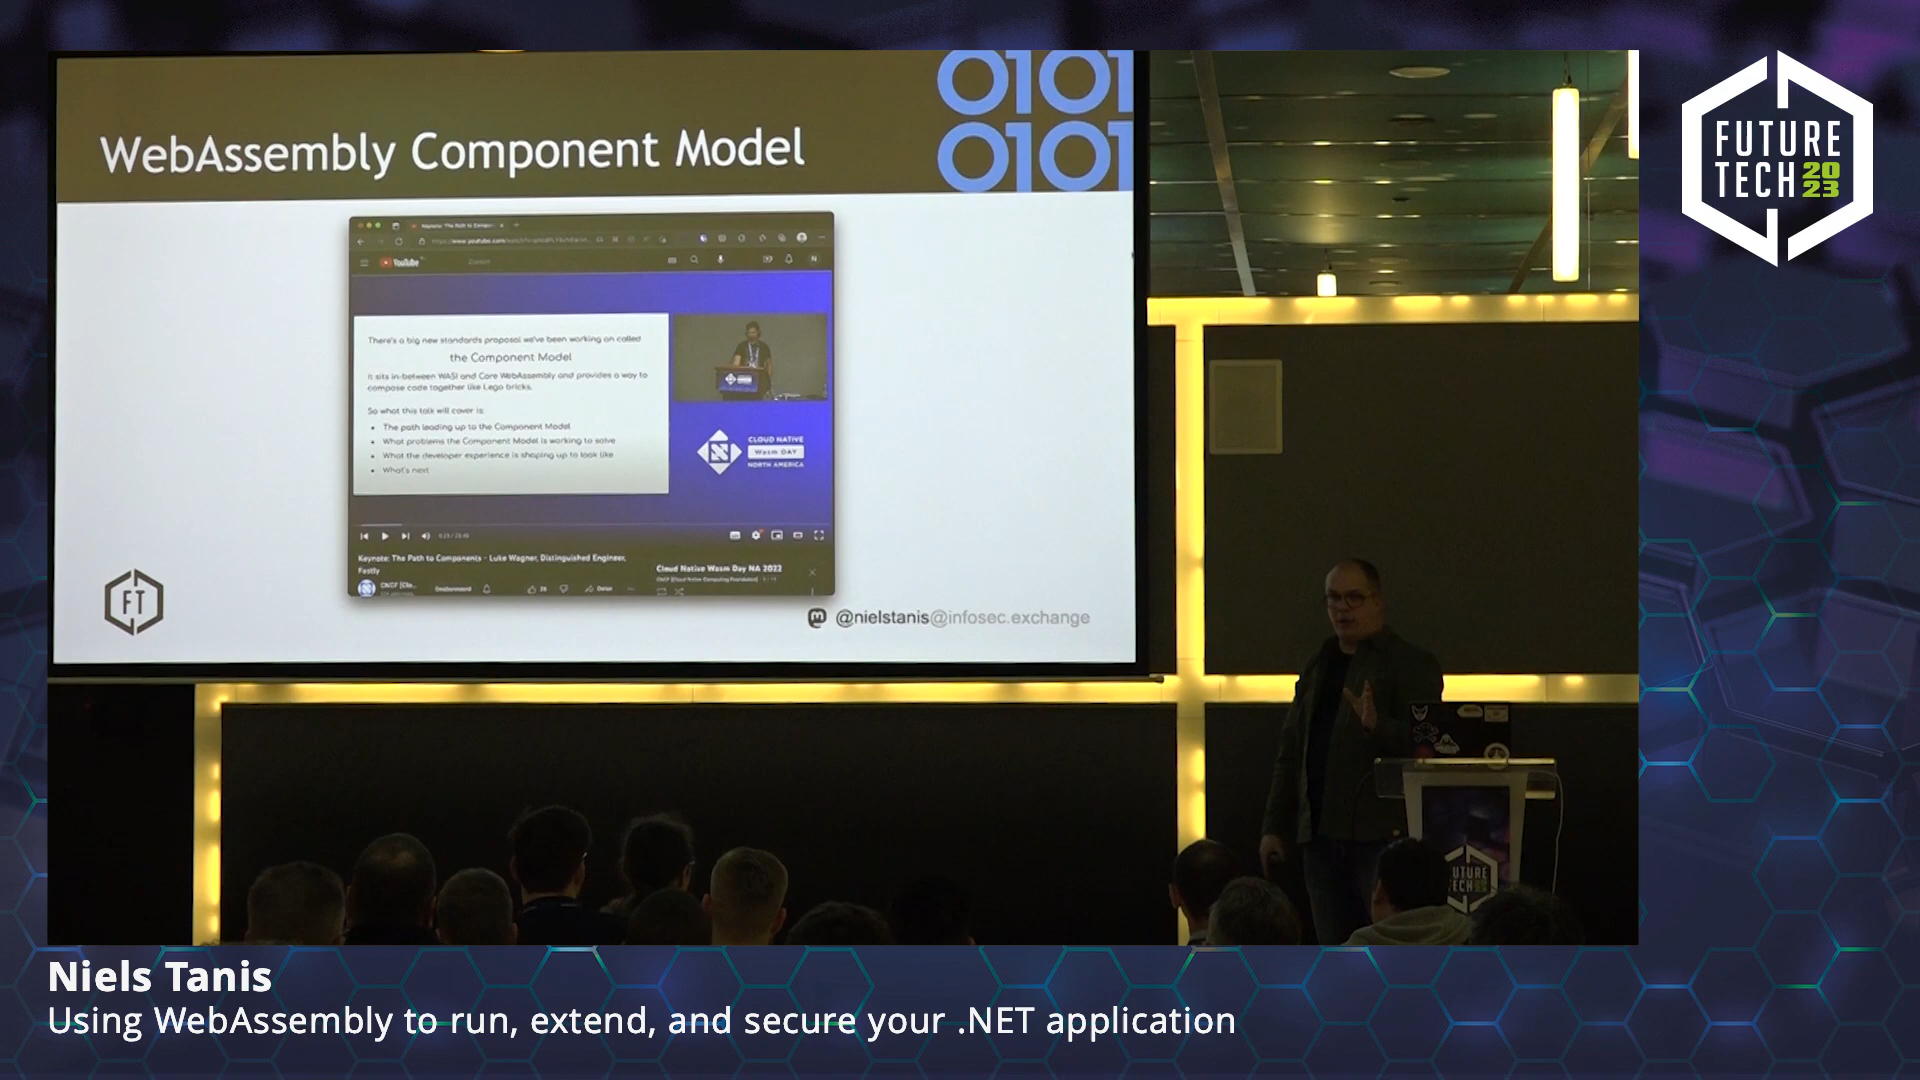 WebAssembly Component Model
0101
0101
YouTube
There's a big new standards proposal we've been working on called
the Component Model
It sits in-between WASI and Core WebAssembly and provides a way to
compose code together like Lego bricks.
So what this talk will cover is:
• The path leading up to the Component Model
• What problems the Component Model is working to solve
• What the developer experience is shaping up to look like
• What's next
CLOUD NATIVE
Wasm DAY
NORTH AMERICA
Keynote: The Path to Components - Luke Wagner, Distinguished Engineer,
Fastly
Cloud Native Wasm Day NA 2022
FT
@nielstanis@infosec.exchange
FUTURE
TECH 2023
FUTURE
TECH
Niels Tanis
Using WebAssembly to run, extend, and secure your .NET application